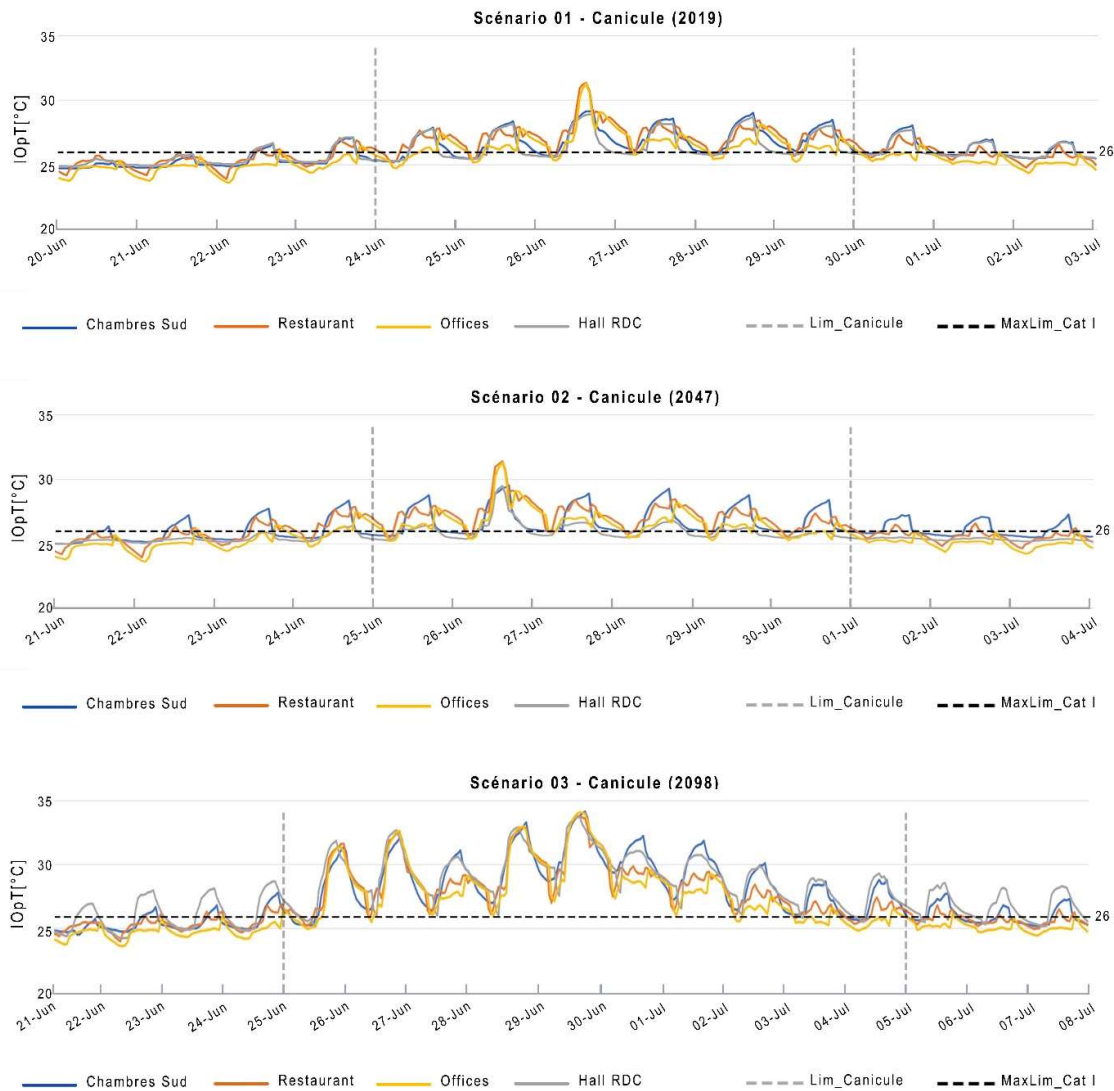 Scénario 01 - Canicule (2019)
35
30
25
20
IOpT[°C]
26
20-Jun 21-Jun 22-Jun 23-Jun 24-Jun 25-Jun 26-Jun 27-Jun 28-Jun 29-Jun 30-Jun 01-Jul 02-Jul 03-Jul
Chambres Sud Restaurant Offices Hall RDC Lim_Canicule MaxLim_Cat I
Scénario 02 - Canicule (2047)
35
30
25
20
IOpT[°C]
26
21-Jun 22-Jun 23-Jun 24-Jun 25-Jun 26-Jun 27-Jun 28-Jun 29-Jun 30-Jun 01-Jul 02-Jul 03-Jul 04-Jul
Chambres Sud Restaurant Offices Hall RDC Lim_Canicule MaxLim_Cat I
Scénario 03 - Canicule (2098)
35
30
25
20
IOpT[°C]
26
21-Jun 22-Jun 23-Jun 24-Jun 25-Jun 26-Jun 27-Jun 28-Jun 29-Jun 30-Jun 01-Jul 02-Jul 03-Jul 04-Jul 05-Jul 06-Jul 07-Jul 08-Jul
Chambres Sud Restaurant Offices Hall RDC Lim_Canicule MaxLim_Cat I